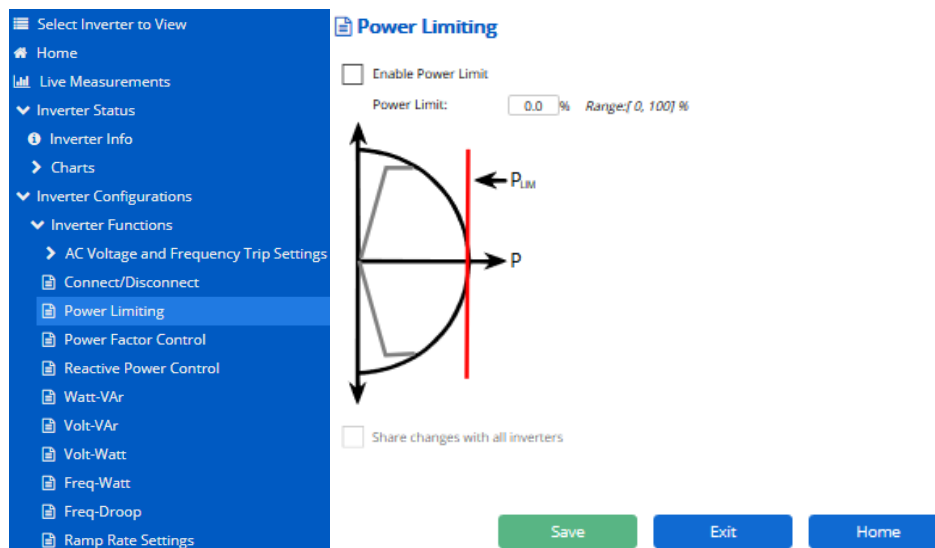 Select Inverter to View
Home
Live Measurements
Inverter Status
Inverter Info
Charts
Inverter Configurations
Inverter Functions
AC Voltage and Frequency Trip Settings
Connect/Disconnect
Power Limiting
Power Factor Control
Reactive Power Control
Watt-VAr
Volt-VAr
Volt-Watt
Freq-Watt
Freq-Droop
Ramp Rate Settings
Power Limiting
Enable Power Limit
Power Limit: 0.0 % Range:[ 0, 100] %
PLIM
P
Share changes with all inverters
Save Exit Home